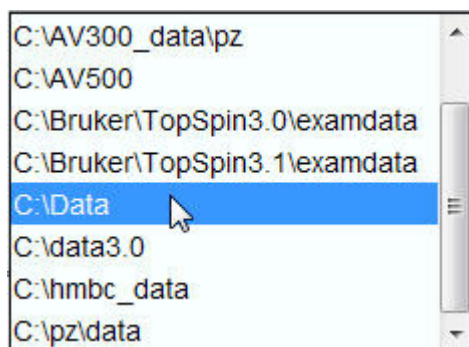 C:\AV300_data\pz
C:\AV500
C:\Bruker\TopSpin3.0\examdata
C:\Bruker\TopSpin3.1\examdata
C:\Data
C:\data3.0
C:\hmbc_data
C:\pz\data